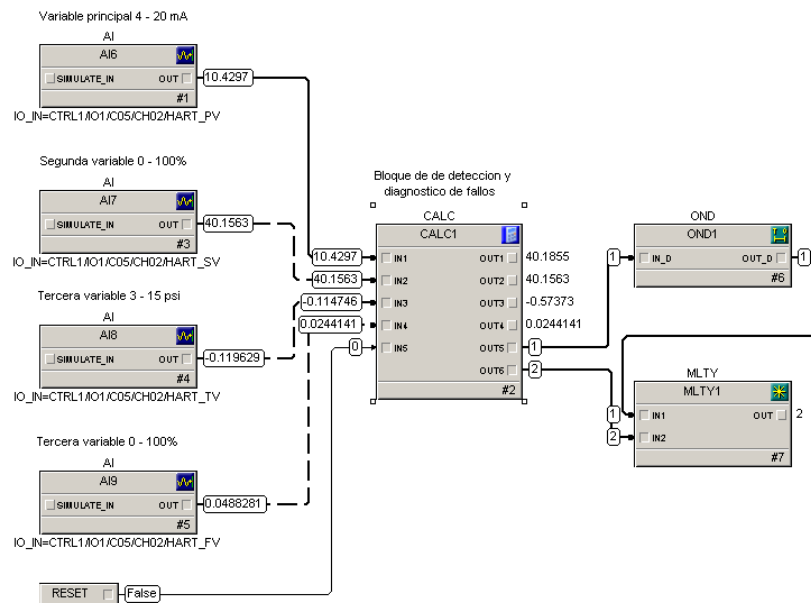 Variable principal 4 - 20 mA
AI
AI6
SIMULATE_IN OUT 10.4297
#1
IO_IN=CTRL1/IO1/C05/CH02/HART_PV
Segunda variable 0 - 100%
AI
AI7
SIMULATE_IN OUT 40.1563
#3
IO_IN=CTRL1/IO1/C05/CH02/HART_SV
Tercera variable 3 - 15 psi
AI
AI8
SIMULATE_IN OUT -0.119629
#4
IO_IN=CTRL1/IO1/C05/CH02/HART_TV
Tercera variable 0 - 100%
AI
AI9
SIMULATE_IN OUT 0.0488281
#5
IO_IN=CTRL1/IO1/C05/CH02/HART_FV
RESET False
Bloque de de deteccion y
diagnostico de fallos
CALC
CALC1
10.4297 IN1 OUT1 40.1855
40.1563 IN2 OUT2 40.1563
-0.114746 IN3 OUT3 -0.57373
0.0244141 IN4 OUT4 0.0244141
0 IN5 OUT5 1
OUT6 2
#2
OND
OND1
1 IN_D OUT_D 1
#6
MLTY
MLTY1
1 IN1 OUT 2
2 IN2
#7